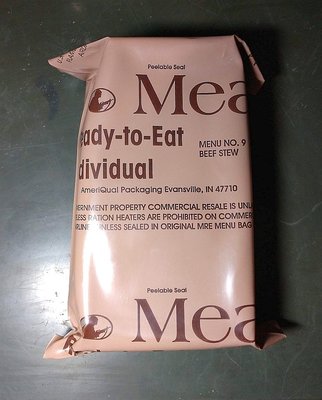 Peelable Seal
Mea
eady-to-Eat
MENU NO. 9
BEEF STEW
dividual
AmeriQual Packaging Evansville, IN 47710
ERNMENT PROPERTY COMMERCIAL RESALE IS UNL
LESS RATION HEATERS ARE PROHIBITED ON COMMER
RLINE UNLESS SEALED IN ORIGINAL MRE MENU BAG
Peelable Seal
Mea